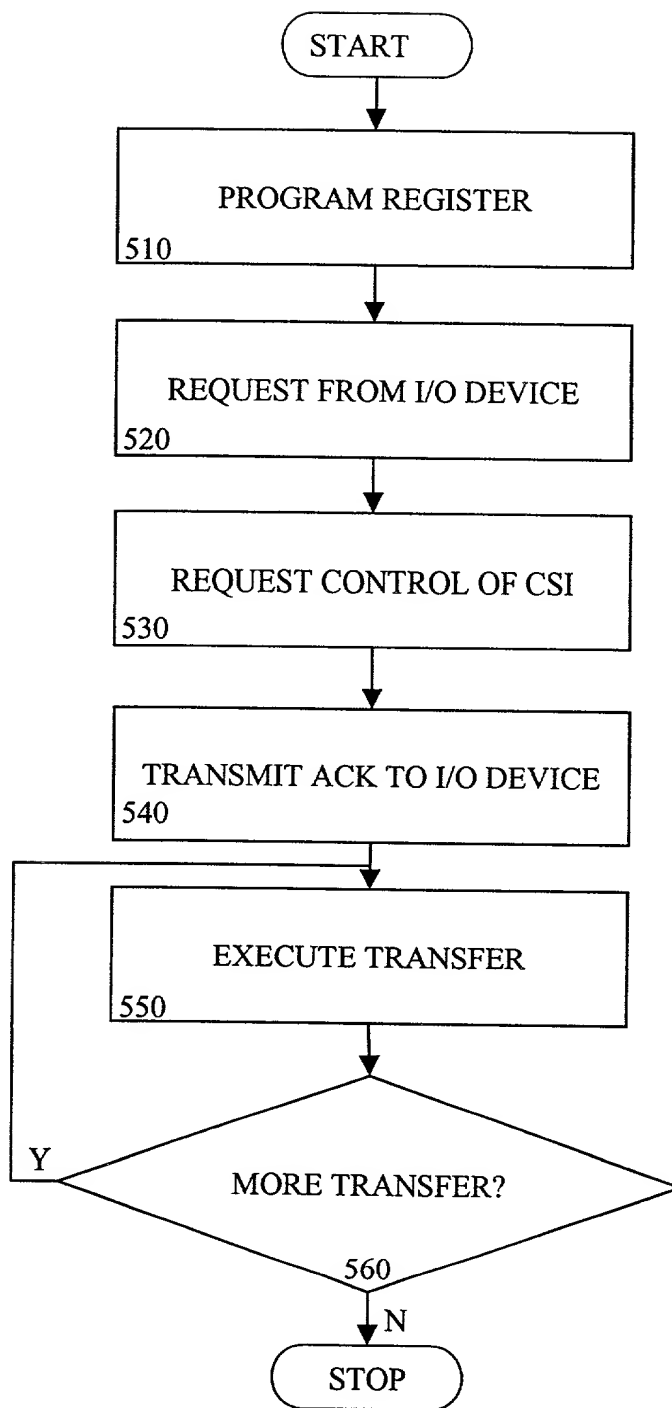 START
PROGRAM REGISTER
510
REQUEST FROM I/O DEVICE
520
REQUEST CONTROL OF CSI
530
TRANSMIT ACK TO I/O DEVICE
540
EXECUTE TRANSFER
550
Y
MORE TRANSFER?
560
N
STOP